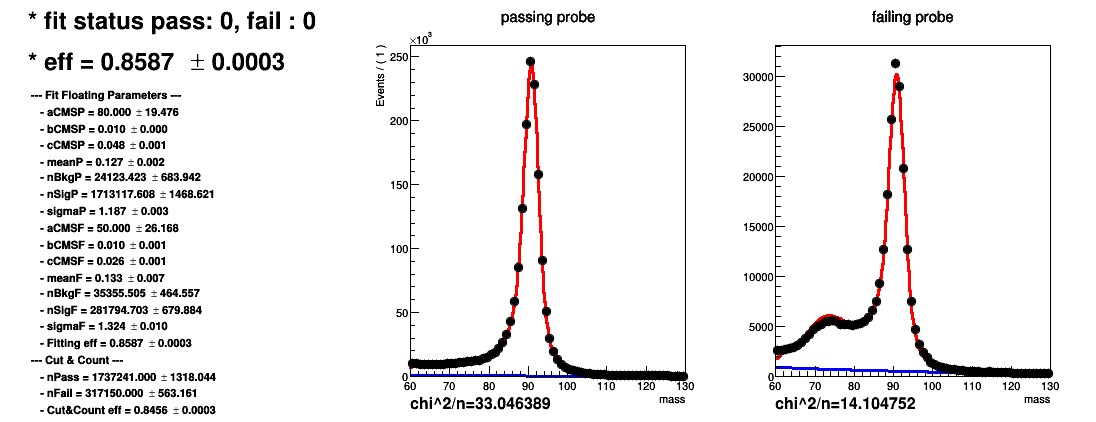 * fit status pass: 0, fail : 0
* eff = 0.8587 ± 0.0003
--- Fit Floating Parameters ---
- aCMSP = 80.000 ± 19.476
- bCMSP = 0.010 ± 0.000
- cCMSP = 0.048 ± 0.001
- meanP = 0.127 ± 0.002
- nBkgP = 24123.423 ± 683.942
- nSigP = 1713117.608 ± 1468.621
- sigmaP = 1.187 ± 0.003
- aCMSF = 50.000 ± 26.168
- bCMSF = 0.010 ± 0.001
- cCMSF = 0.026 ± 0.001
- meanF = 0.133 ± 0.007
- nBkgF = 35355.505 ± 464.557
- nSigF = 281794.703 ± 679.884
- sigmaF = 1.324 ± 0.010
- Fitting eff = 0.8587 ± 0.0003
--- Cut & Count ---
- nPass = 1737241.000 ± 1318.044
- nFail = 317150.000 ± 563.161
- Cut&Count eff = 0.8456 ± 0.0003
passing probe
×10³
Events / ( 1 )
250
200
150
100
50
0
60 70 80 90 100 110 120 130
mass
chi^2/n=33.046389
failing probe
30000
25000
20000
15000
10000
5000
0
60 70 80 90 100 110 120 130
mass
chi^2/n=14.104752